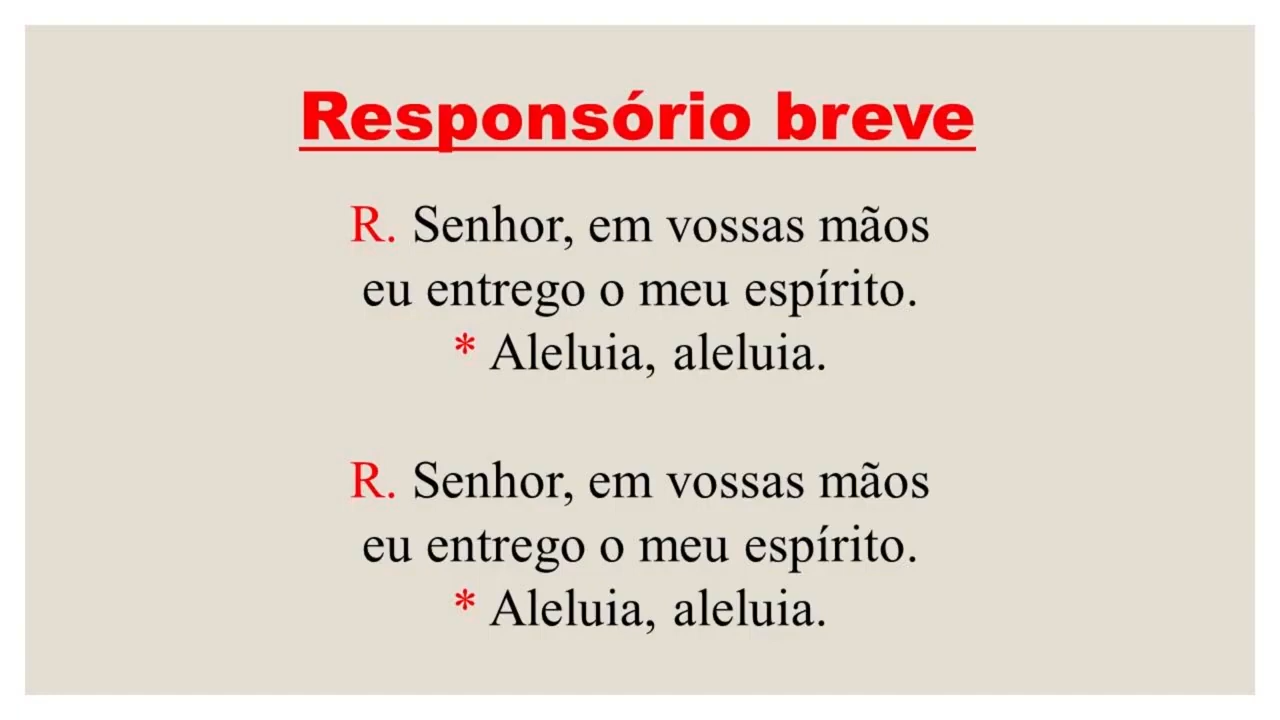 Responsório breve
R. Senhor, em vossas mãos
eu entrego o meu espírito.
* Aleluia, aleluia.
R. Senhor, em vossas mãos
eu entrego o meu espírito.
* Aleluia, aleluia.